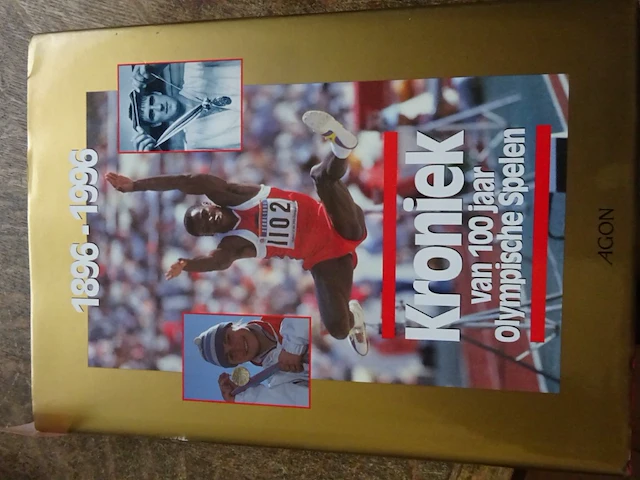 1896-1996
1102
Kroniek
van 100 jaar
Olympische Spelen
AGON